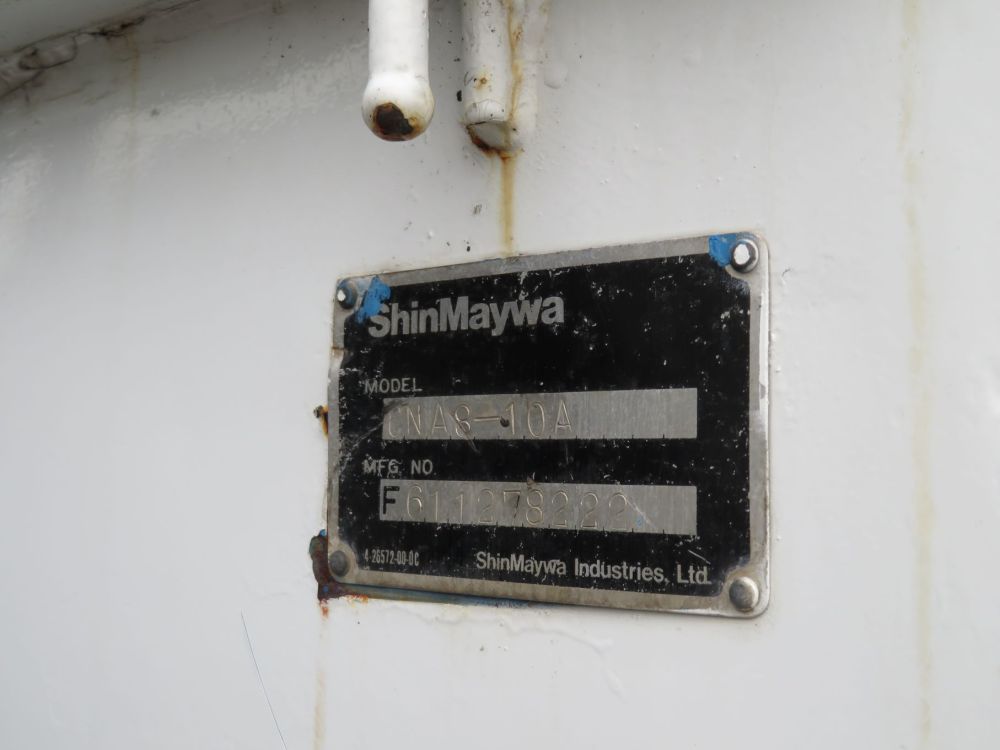 ShinMaywa
MODEL
CNA8-10A
MFG NO
F611278222
4-26572-00-0C
ShinMaywa Industries, Ltd.